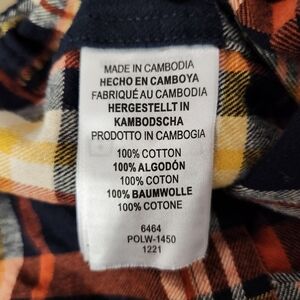 MADE IN CAMBODIA
HECHO EN CAMBOYA
FABRIQUÉ AU CAMBODIA
HERGESTELLT IN
KAMBODSCHA
PRODOTTO IN CAMBOGIA
100% COTTON
100% ALGODÓN
100% COTON
100% BAUMWOLLE
100% COTONE
6464
POLW-1450
1221